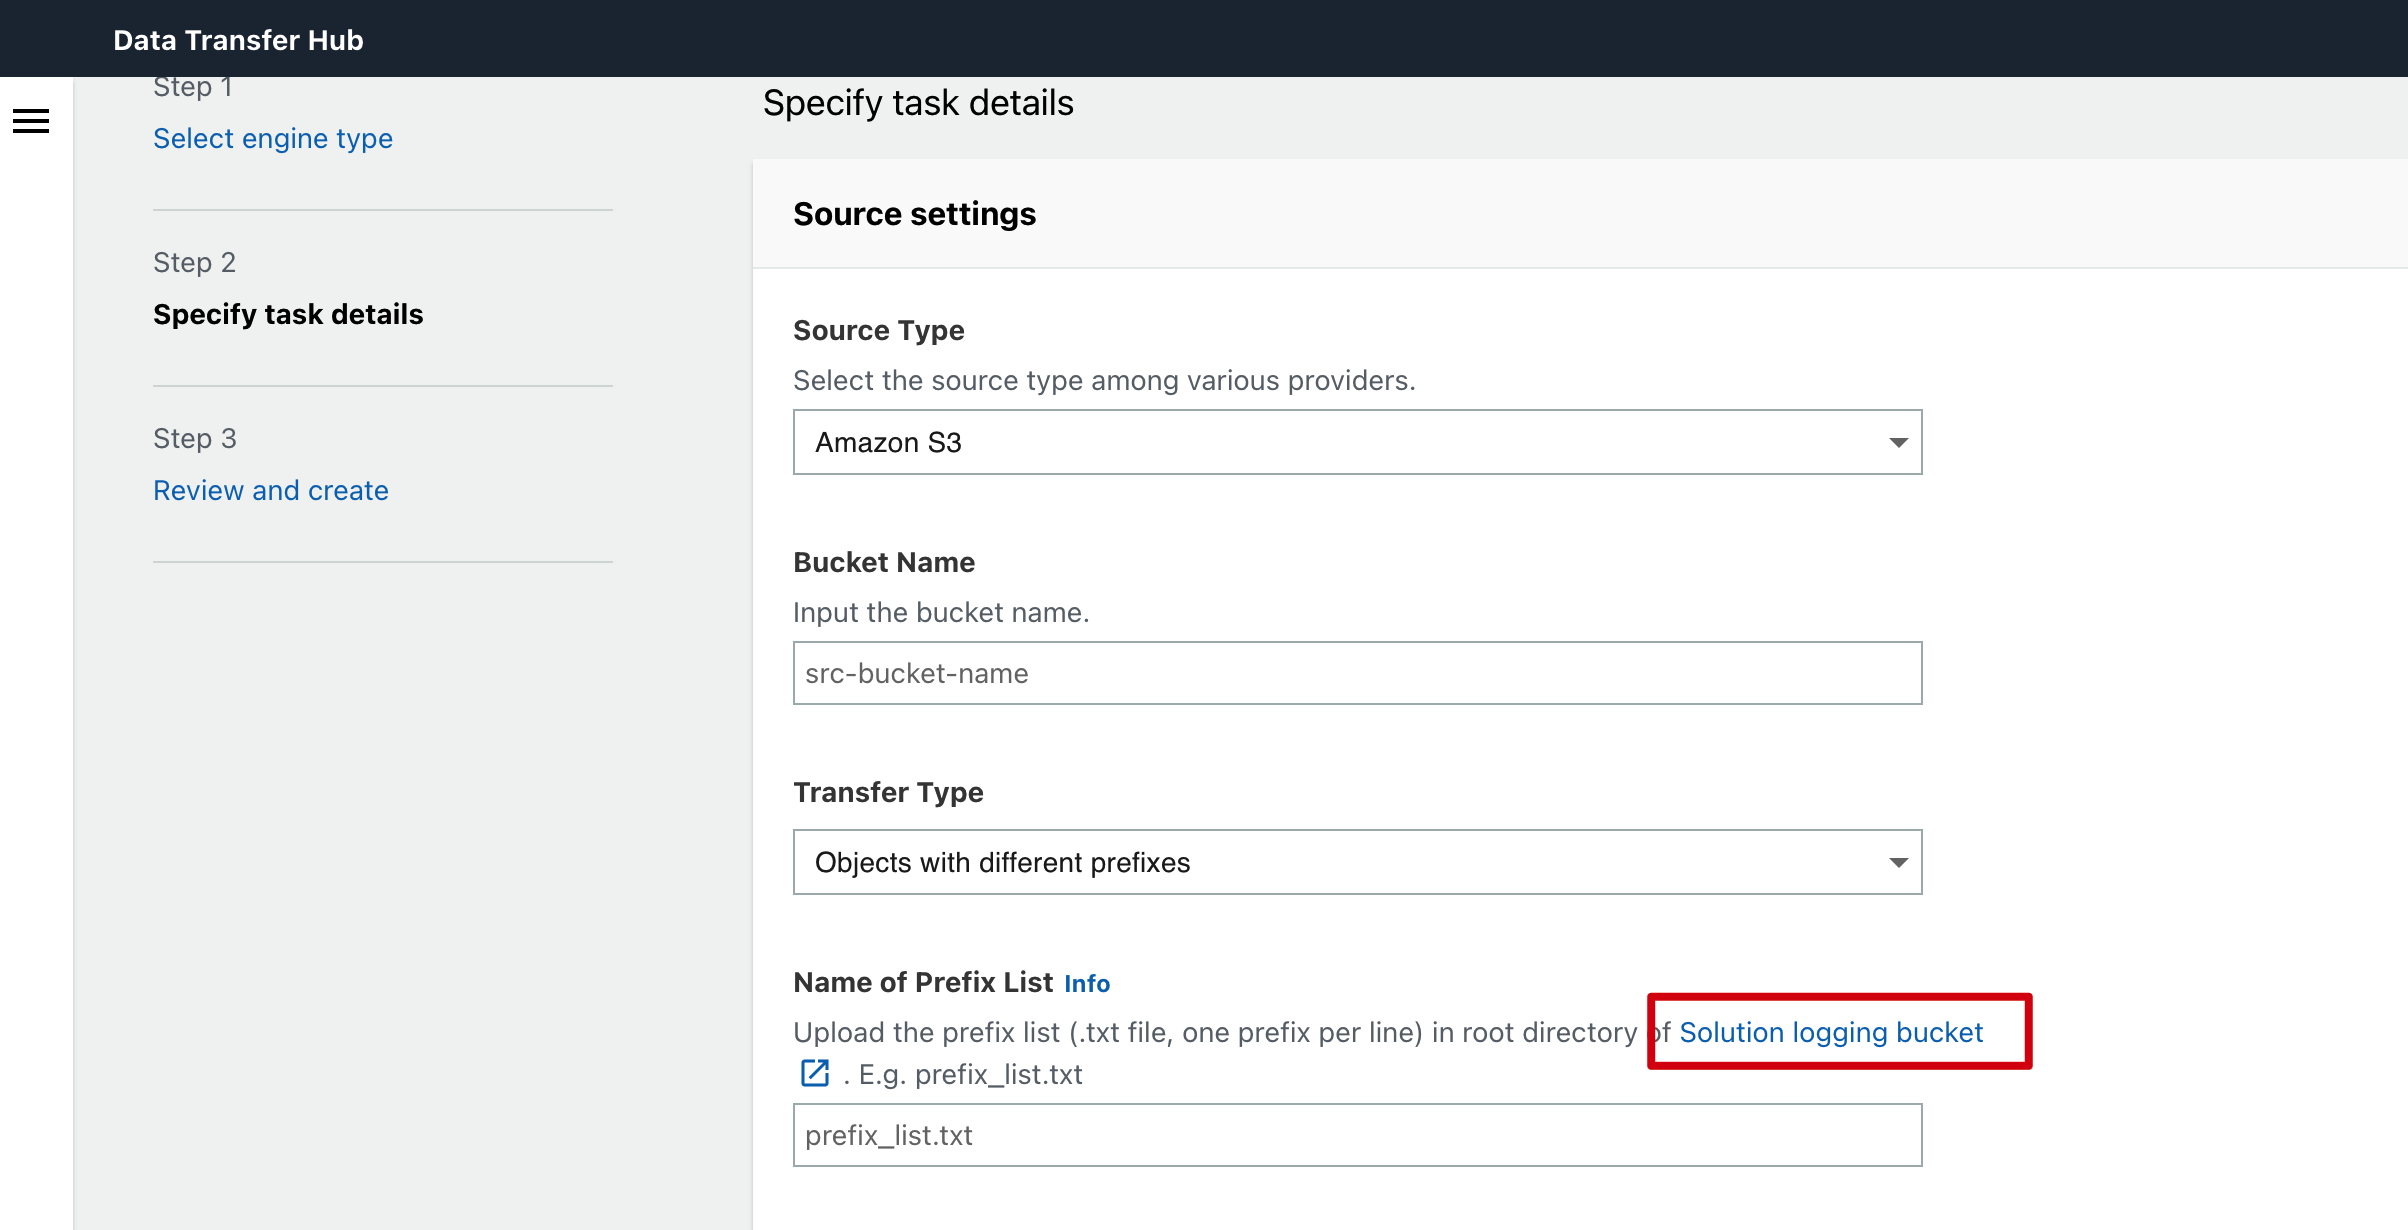 Data Transfer Hub
Step 1
Select engine type
Step 2
Specify task details
Step 3
Review and create
Specify task details
Source settings
Source Type
Select the source type among various providers.
Amazon S3
Bucket Name
Input the bucket name.
src-bucket-name
Transfer Type
Objects with different prefixes
Name of Prefix List Info
Upload the prefix list (.txt file, one prefix per line) in root directory of Solution logging bucket
. E.g. prefix_list.txt
prefix_list.txt